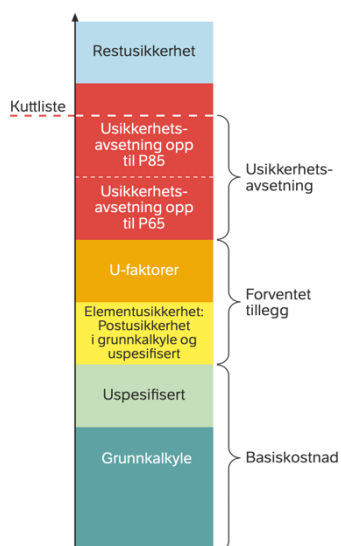 Restusikkerhet
Kuttliste
Usikkerhets-
avsetning opp
til P85
Usikkerhets-
avsetning
Usikkerhets-
avsetning opp
til P65
U-faktorer
Forventet
tillegg
Elementusikkerhet:
Postusikkerhet
i grunnkalkyle og
uspesifisert
Uspesifisert
Grunnkalkyle
Basiskostnad